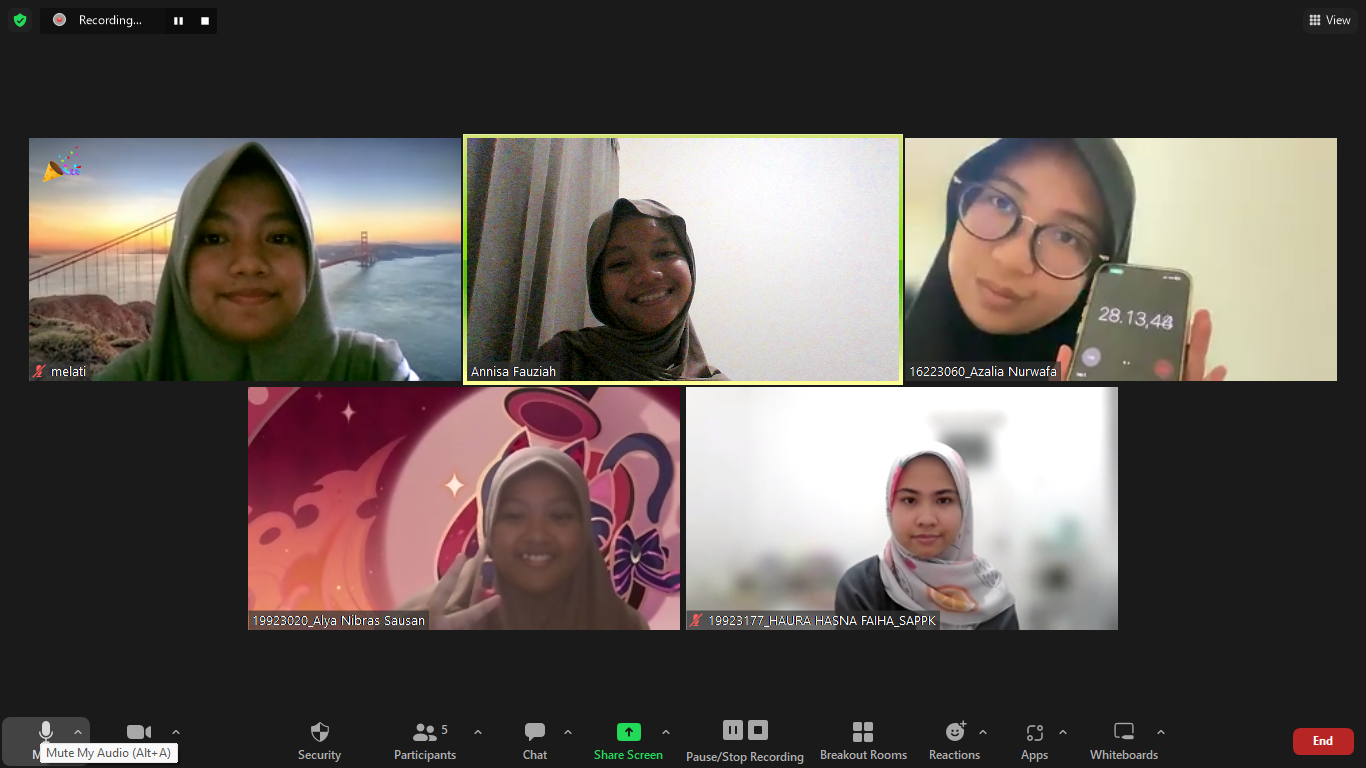 Recording...
View
melati
Annisa Fauziah
28.13,4
16223060_Azalia Nurwafa
19923020_Alya Nibras Sausan
19923177_HAURA HASNA FAIHA_SAPPK
Mute My Audio (Alt+A)
Security
5
Participants
Chat
Share Screen
Pause/Stop Recording
Breakout Rooms
Reactions
Apps
Whiteboards
End